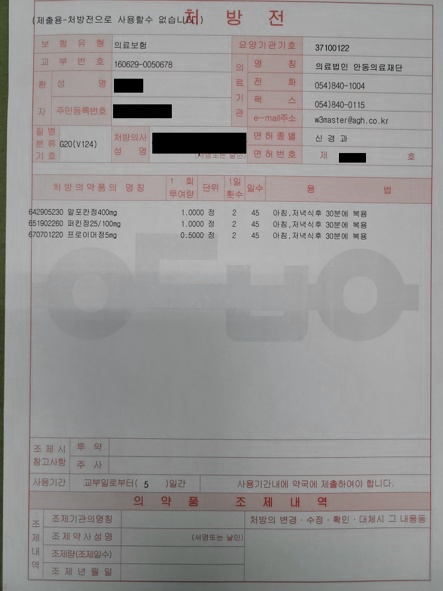 (제출용-처방전으로 사용할수 없습니다.) 처 방 전
보 험 유 형 의료보험 요양기관기호 37100122
교 부 번 호 160629-0050678 의료기관 명 칭 의료법인 안동의료재단
환자 성 명 전 화 054)840-1004
주민등록번호 팩 스 054)840-0115
e-mail주소 w3master@agh.co.kr
질병분류기호 G20(V124) 처방의사성명 (서명또는 날인) 면허종별 신 경 과
면허번호 제 호
처방의약품의 명칭 1 회투여량 단위 1일횟수 일수 용 법
642905230 알포칸정400mg 1.0000 정 2 45 아침,저녁식후 30분에 복용
651902260 퍼킨정25/100mg 1.0000 정 2 45 아침,저녁식후 30분에 복용
670701220 프로이머정5mg 0.5000 정 2 45 아침,저녁식후 30분에 복용
조 제 시 참고사항 투 약
주 사
사용기간 교부일로부터( 5 )일간 사용기간내에 약국에 제출하여야 합니다.
의 약 품 조 제 내 역
조제내역 조제기관의명칭 처방의 변경·수정·확인·대체시 그 내용등
조제약사성명 (서명또는 날인)
조제량(조제일수)
조 제 년 월 일